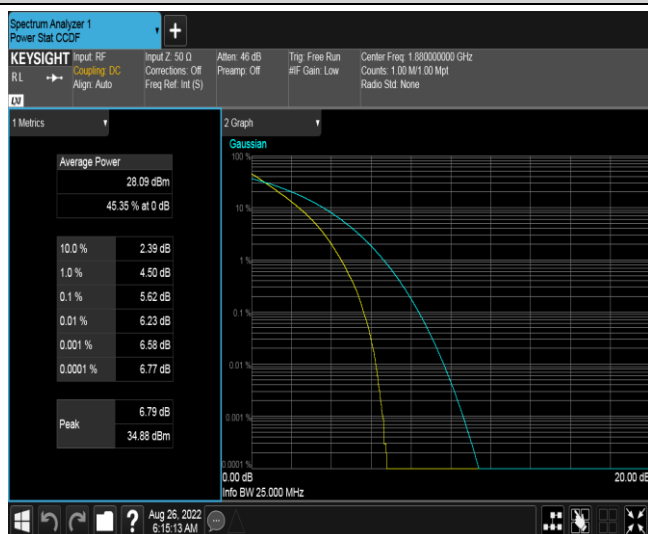 Spectrum Analyzer 1
Power Stat CCDF
+
KEYSIGHT
RL
LXI
Input: RF
Coupling: DC
Align: Auto
Input Z: 50 Ω
Corrections: Off
Freq Ref: Int (S)
Atten: 46 dB
Preamp: Off
Trig: Free Run
#IF Gain: Low
Center Freq: 1.880000000 GHz
Counts: 1.00 M/1.00 Mpt
Radio Std: None
1 Metrics
Average Power
28.09 dBm
45.35 % at 0 dB
10.0 % 2.39 dB
1.0 % 4.50 dB
0.1 % 5.62 dB
0.01 % 6.23 dB
0.001 % 6.58 dB
0.0001 % 6.77 dB
Peak
6.79 dB
34.88 dBm
2 Graph
Gaussian
100 %
10 %
1 %
0.1 %
0.01 %
0.001 %
0.0001 %
0.00 dB
20.00 dB
Info BW 25.000 MHz
?
Aug 26, 2022
6:15:13 AM